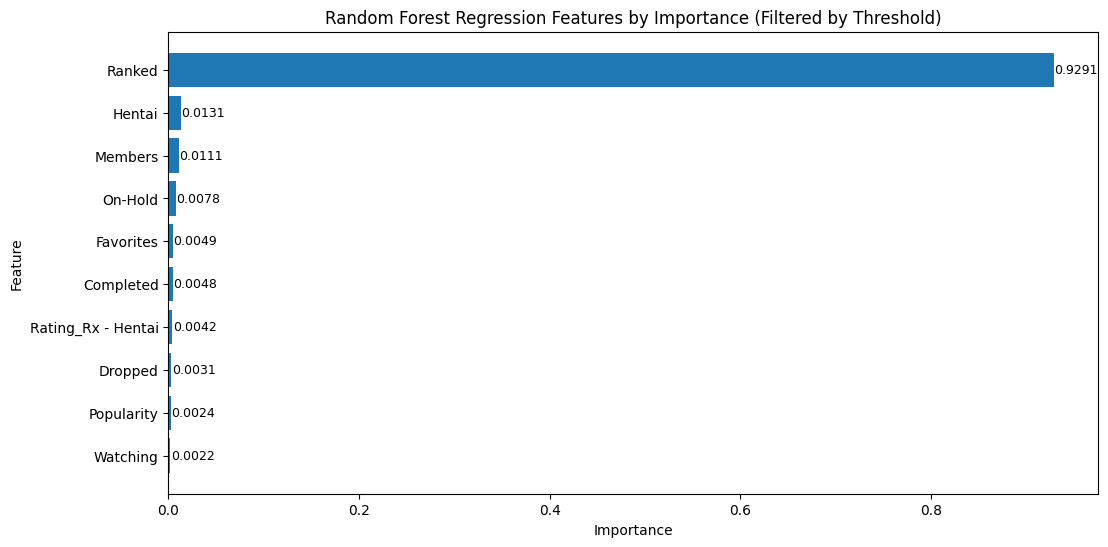 Random Forest Regression Features by Importance (Filtered by Threshold)
Feature
Ranked 0.9291
Hentai 0.0131
Members 0.0111
On-Hold 0.0078
Favorites 0.0049
Completed 0.0048
Rating_Rx - Hentai 0.0042
Dropped 0.0031
Popularity 0.0024
Watching 0.0022
0.0 0.2 0.4 0.6 0.8
Importance